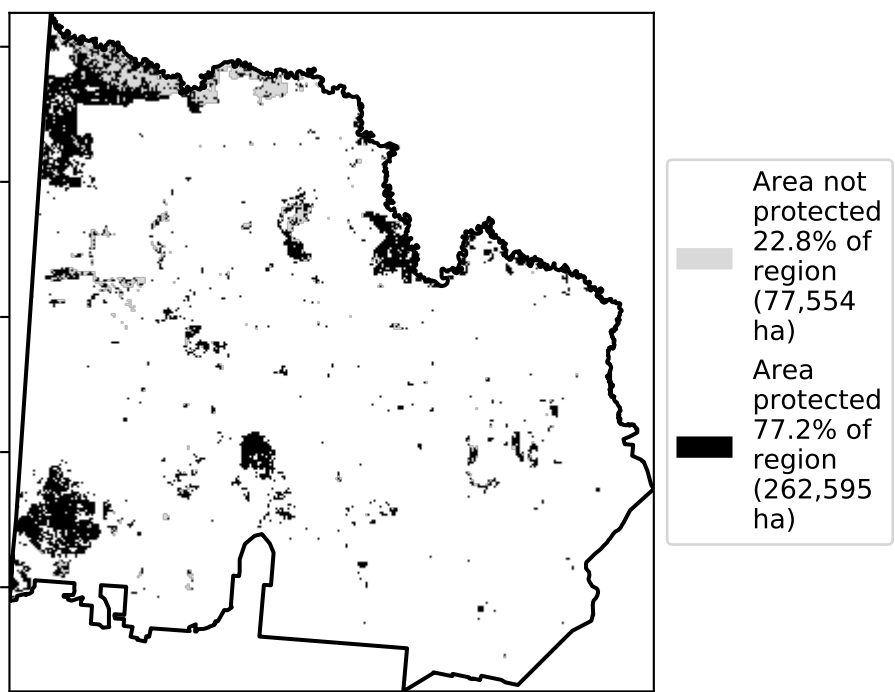 Area not
protected
22.8% of
region
(77,554
ha)
Area
protected
77.2% of
region
(262,595
ha)